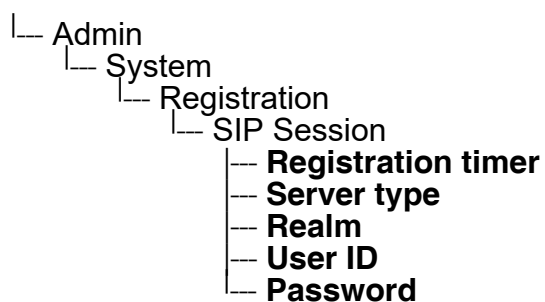 Admin
System
Registration
SIP Session
Registration timer
Server type
Realm
User ID
Password